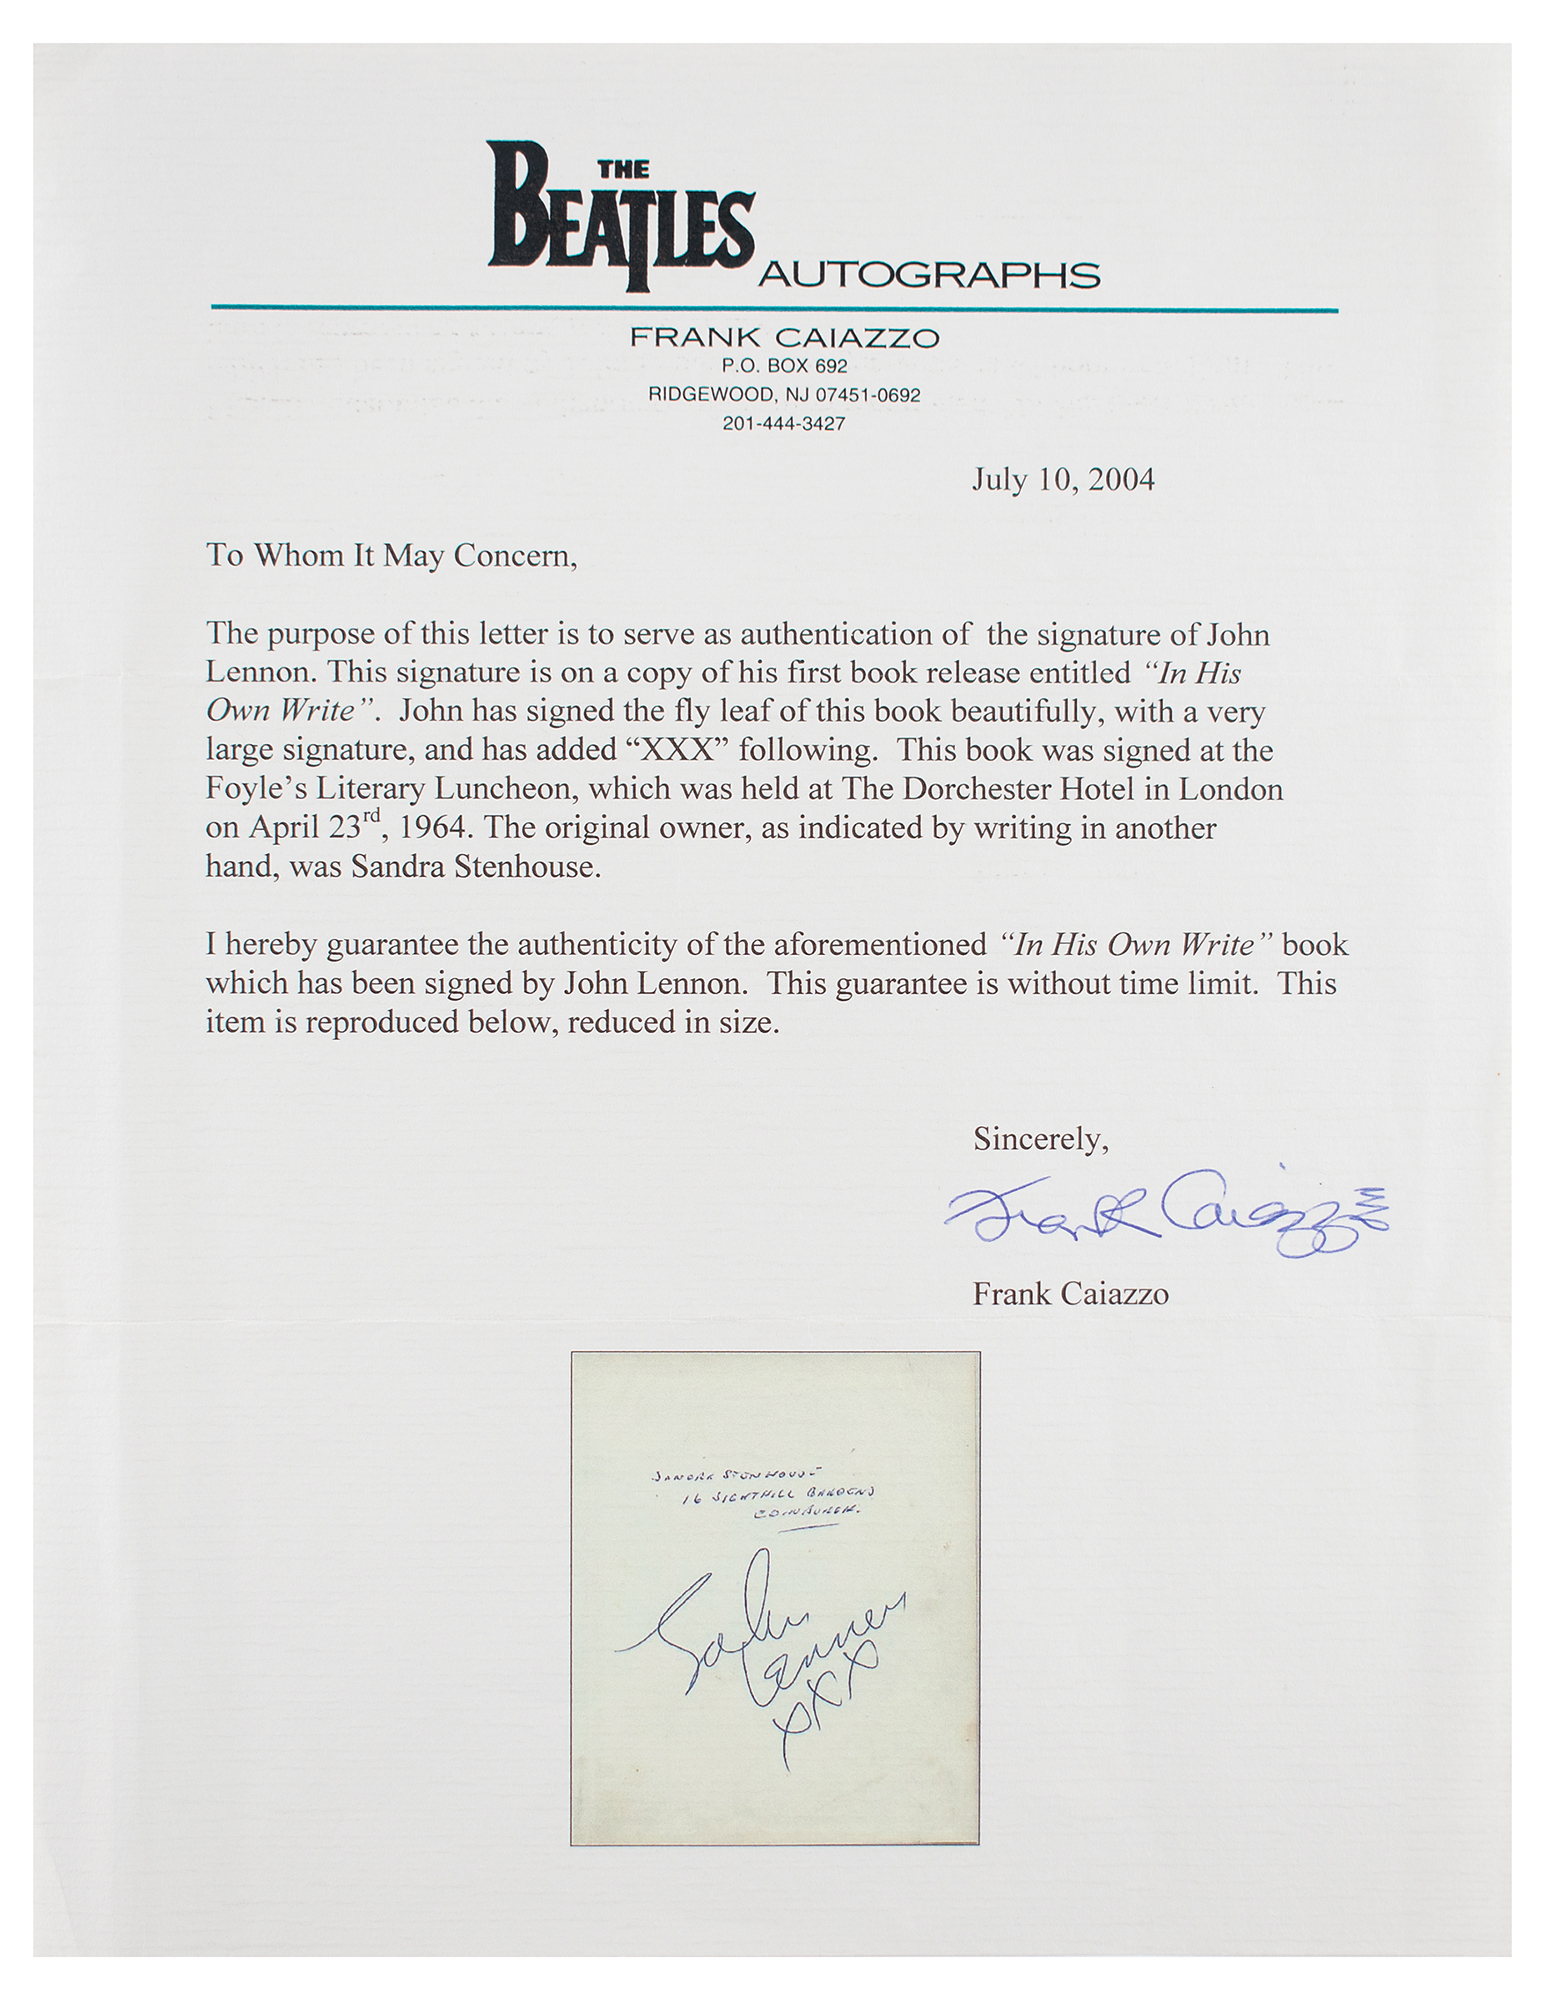 THE
BEATLES AUTOGRAPHS
FRANK CAIAZZO
P.O. BOX 692
RIDGEWOOD, NJ 07451-0692
201-444-3427
July 10, 2004
To Whom It May Concern,
The purpose of this letter is to serve as authentication of the signature of John
Lennon. This signature is on a copy of his first book release entitled “In His
Own Write”. John has signed the fly leaf of this book beautifully, with a very
large signature, and has added “XXX” following. This book was signed at the
Foyle’s Literary Luncheon, which was held at The Dorchester Hotel in London
on April 23rd, 1964. The original owner, as indicated by writing in another
hand, was Sandra Stenhouse.
I hereby guarantee the authenticity of the aforementioned “In His Own Write” book
which has been signed by John Lennon. This guarantee is without time limit. This
item is reproduced below, reduced in size.
Sincerely,
Frank Caiazzo
Frank Caiazzo
SANDRA STENHOUSE
16 SIGHTHILL GARDENS
EDINBURGH.
John
Lennon
XXX